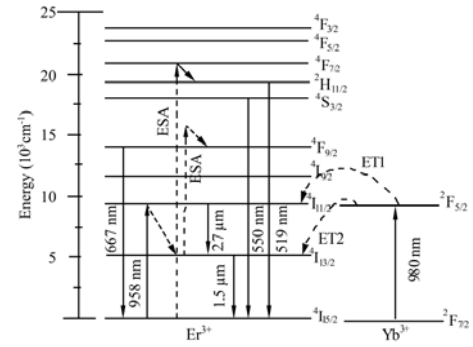 25
20
15
10
5
Energy (10³cm⁻¹)
⁴F3/2
⁴F5/2
⁴F7/2
²H11/2
⁴S3/2
⁴F9/2
⁴I9/2
⁴I11/2
⁴I13/2
⁴I15/2
ESA
ESA
667 nm
958 nm
27 μm
1.5 μm
550 nm
519 nm
ET1
ET2
980 nm
²F5/2
²F7/2
Er³⁺
Yb³⁺